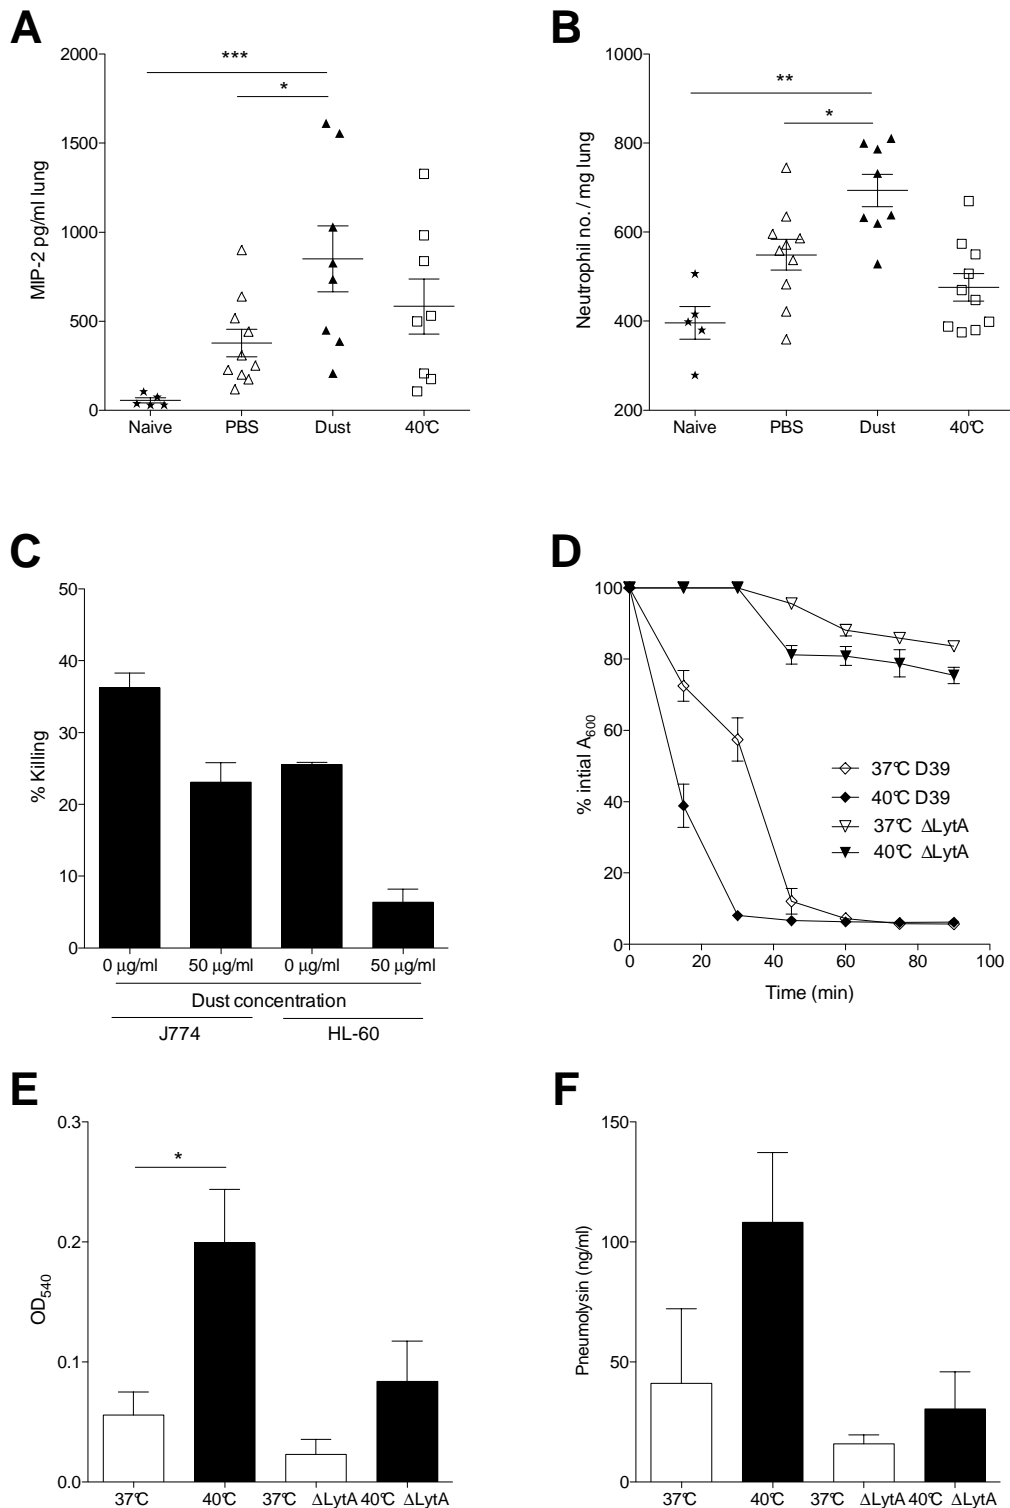 A
2000
1500
1000
500
0
MIP-2 pg/ml lung
***
*
Naive PBS Dust 40°C
B
1000
800
600
400
200
Neutrophil no./ mg lung
**
*
Naive PBS Dust 40°C
C
50
40
30
20
10
0
% Killing
0 µg/ml 50 µg/ml 0 µg/ml 50 µg/ml
Dust concentration
J774 HL-60
D
100
80
60
40
20
0
% intial A600
37°C D39
40°C D39
37°C ΔLytA
40°C ΔLytA
0 20 40 60 80 100
Time (min)
E
0.3
0.2
0.1
0.0
OD540
*
37°C 40°C 37°C ΔLytA 40°C ΔLytA
F
150
100
50
0
Pneumolysin (ng/ml)
37°C 40°C 37°C ΔLytA 40°C ΔLytA